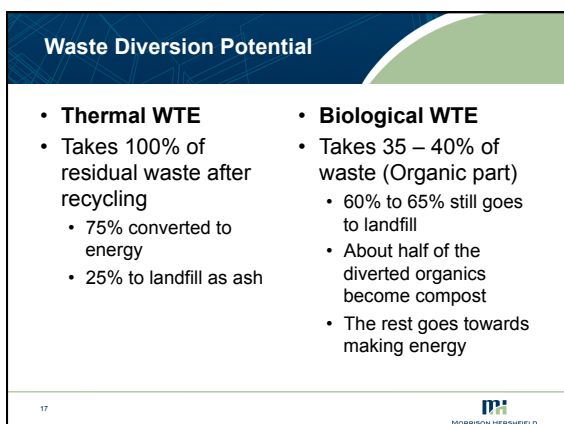 Waste Diversion Potential
• Thermal WTE
• Takes 100% of
residual waste after
recycling
• 75% converted to
energy
• 25% to landfill as ash
• Biological WTE
• Takes 35 – 40% of
waste (Organic part)
• 60% to 65% still goes
to landfill
• About half of the
diverted organics
become compost
• The rest goes towards
making energy
17
MORRISON HERSHFIELD